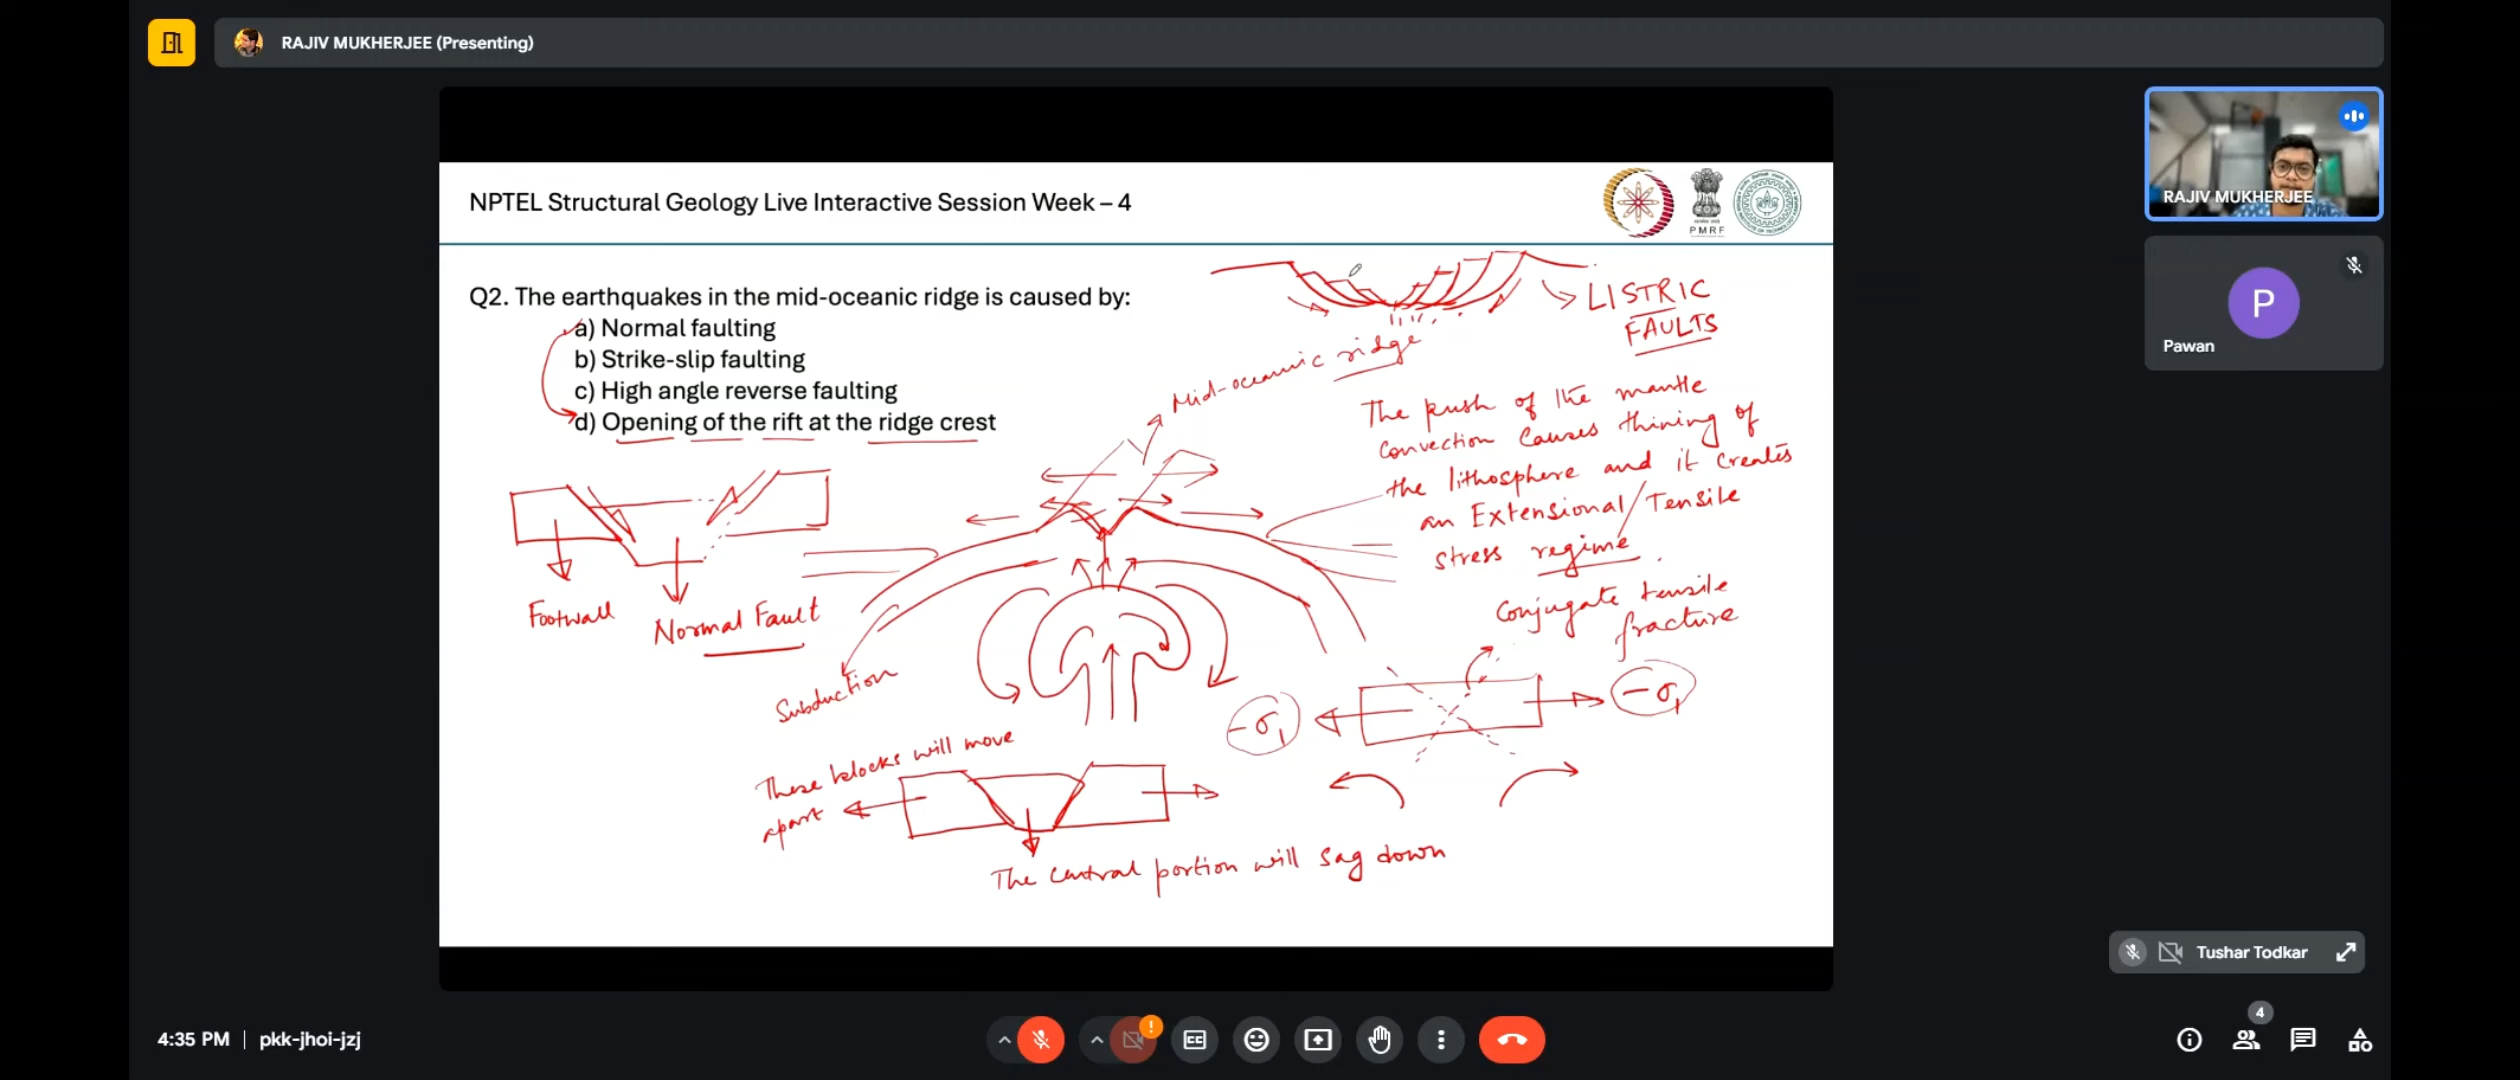 RAJIV MUKHERJEE (Presenting)
NPTEL Structural Geology Live Interactive Session Week – 4
PMRF
RAJIV MUKHERJEE
P
Pawan
Q2. The earthquakes in the mid-oceanic ridge is caused by:
a) Normal faulting
b) Strike-slip faulting
c) High angle reverse faulting
d) Opening of the rift at the ridge crest
LISTRIC
FAULTS
Mid-oceanic ridge
The push of the mantle
convection causes thining of
the lithosphere and it creates
an Extensional/Tensile
stress regime.
Footwall
Normal Fault
Subduction
Conjugate tensile
fracture
-σ1
-σ1
These blocks will move
apart
The central portion will sag down
Tushar Todkar
4:35 PM | pkk-jhoi-jzj
!
CC
4